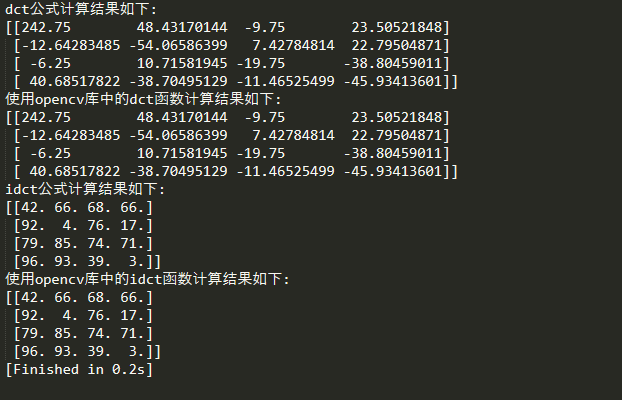 dct公式计算结果如下:
[[242.75        48.43170144  -9.75        23.50521848]
 [-12.64283485 -54.06586399   7.42784814  22.79504871]
 [ -6.25        10.71581945 -19.75       -38.80459011]
 [ 40.68517822 -38.70495129 -11.46525499 -45.93413601]]
使用opencv库中的dct函数计算结果如下:
[[242.75        48.43170144  -9.75        23.50521848]
 [-12.64283485 -54.06586399   7.42784814  22.79504871]
 [ -6.25        10.71581945 -19.75       -38.80459011]
 [ 40.68517822 -38.70495129 -11.46525499 -45.93413601]]
idct公式计算结果如下:
[[42. 66. 68. 66.]
 [92.  4. 76. 17.]
 [79. 85. 74. 71.]
 [96. 93. 39.  3.]]
使用opencv库中的idct函数计算结果如下:
[[42. 66. 68. 66.]
 [92.  4. 76. 17.]
 [79. 85. 74. 71.]
 [96. 93. 39.  3.]]
[Finished in 0.2s]